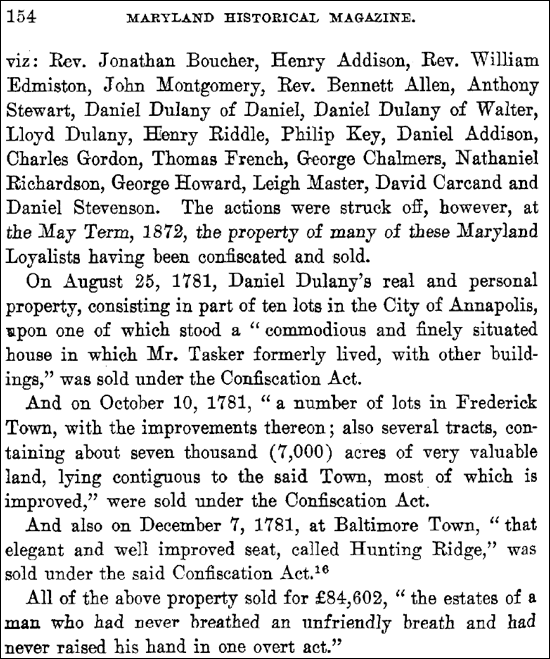 154 MARYLAND HISTORICAL MAGAZINE.
viz: Rev. Jonathan Boucher, Henry Addison, Rev. William
Edmiston, John Montgomery, Rev. Bennett Allen, Anthony
Stewart, Daniel Dulany of Daniel, Daniel Dulany of Walter,
Lloyd Dulany, Henry Riddle, Philip Key, Daniel Addison,
Charles Gordon, Thomas French, George Chalmers, Nathaniel
Richardson, George Howard, Leigh Master, David Carcand and
Daniel Stevenson. The actions were struck off, however, at
the May Term, 1872, the property of many of these Maryland
Loyalists having been confiscated and sold.
On August 25, 1781, Daniel Dulany's real and personal
property, consisting in part of ten lots in the City of Annapolis,
upon one of which stood a " commodious and finely situated
house in which Mr. Tasker formerly lived, with other build-
ings," was sold under the Confiscation Act.
And on October 10, 1781, " a number of lots in Frederick
Town, with the improvements thereon; also several tracts, con-
taining about seven thousand (7,000) acres of very valuable
land, lying contiguous to the said Town, most of which is
improved," were sold under the Confiscation Act.
And also on December 7, 1781, at Baltimore Town, " that
elegant and well improved seat, called Hunting Ridge," was
sold under the said Confiscation Act.¹⁶
All of the above property sold for £84,602, " the estates of a
man who had never breathed an unfriendly breath and had
never raised his hand in one overt act."